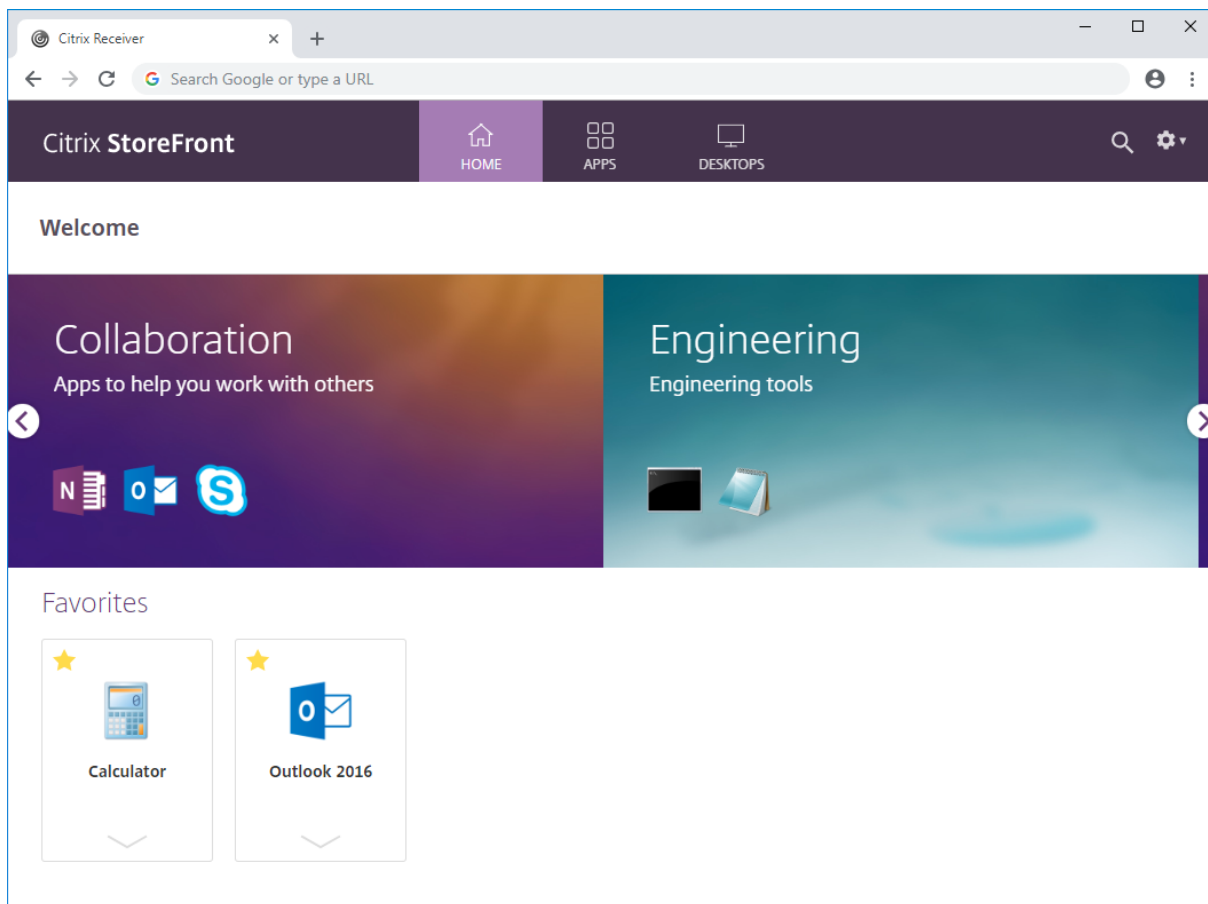 Citrix Receiver
Search Google or type a URL
Citrix StoreFront
HOME
APPS
DESKTOPS
Welcome
Collaboration
Apps to help you work with others
Engineering
Engineering tools
N
O
S
Favorites
0
O
Calculator
Outlook 2016